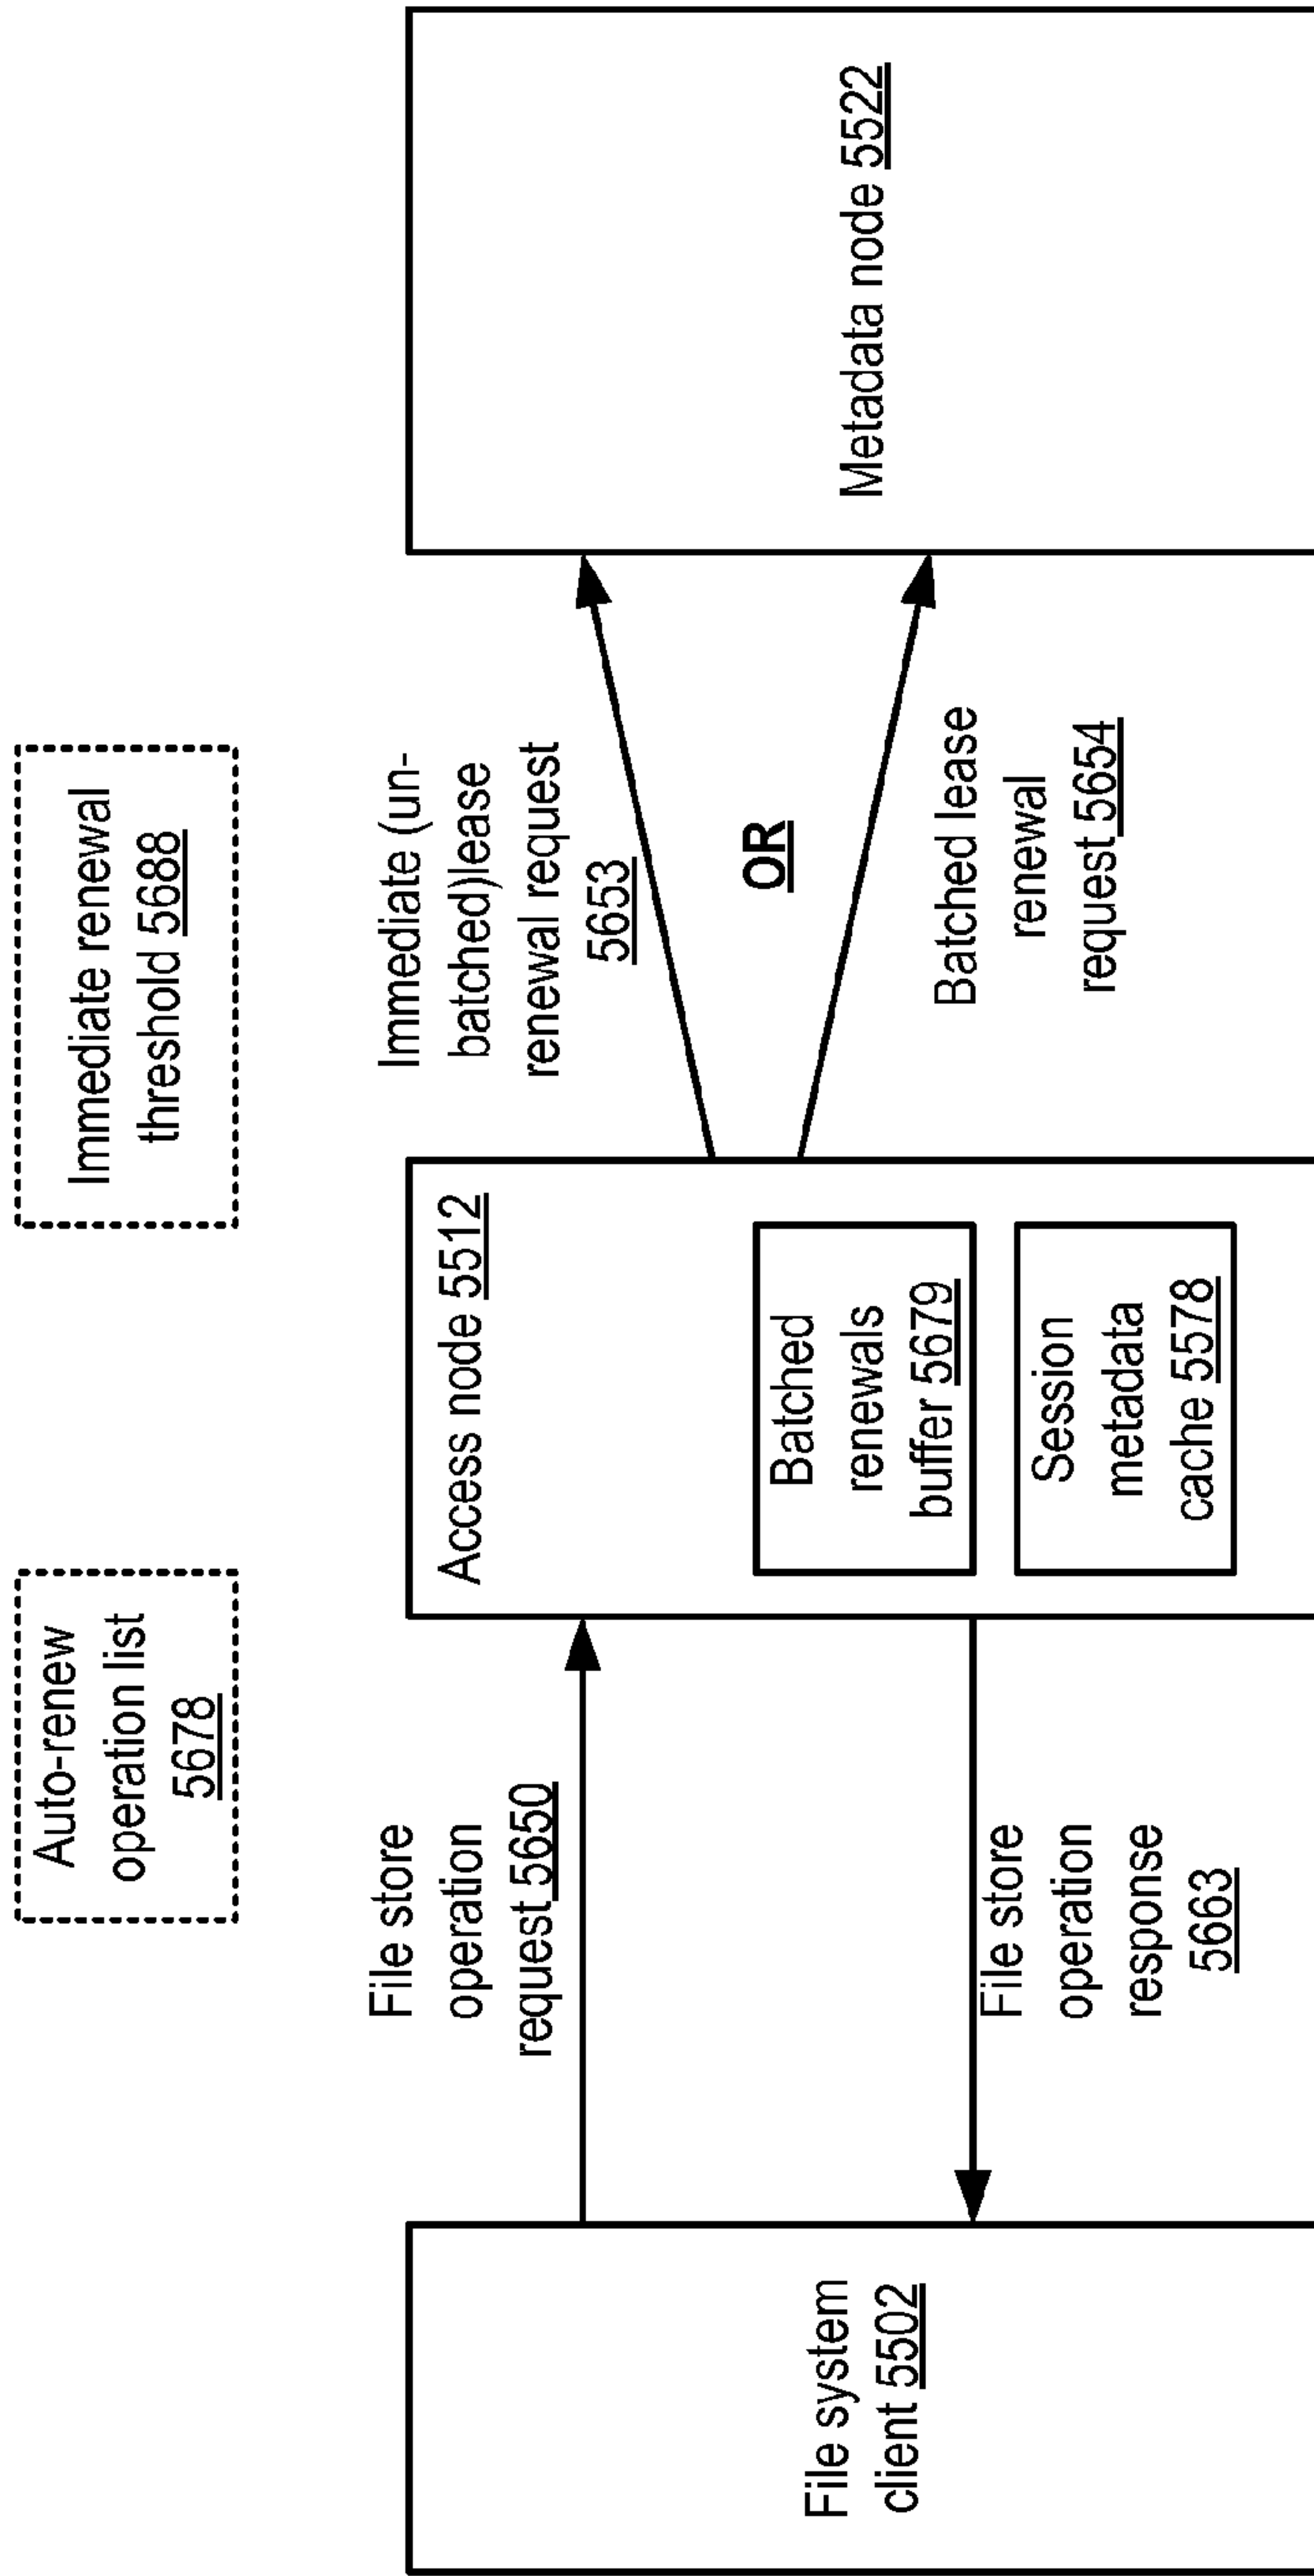 Auto-renew
operation list
5678
Immediate renewal
threshold 5688
File store
operation
request 5650
Immediate (un-
batched)lease
renewal request
5653
File system
client 5502
Access node 5512
Batched
renewals
buffer 5679
Session
metadata
cache 5578
OR
Metadata node 5522
File store
operation
response
5663
Batched lease
renewal
request 5654